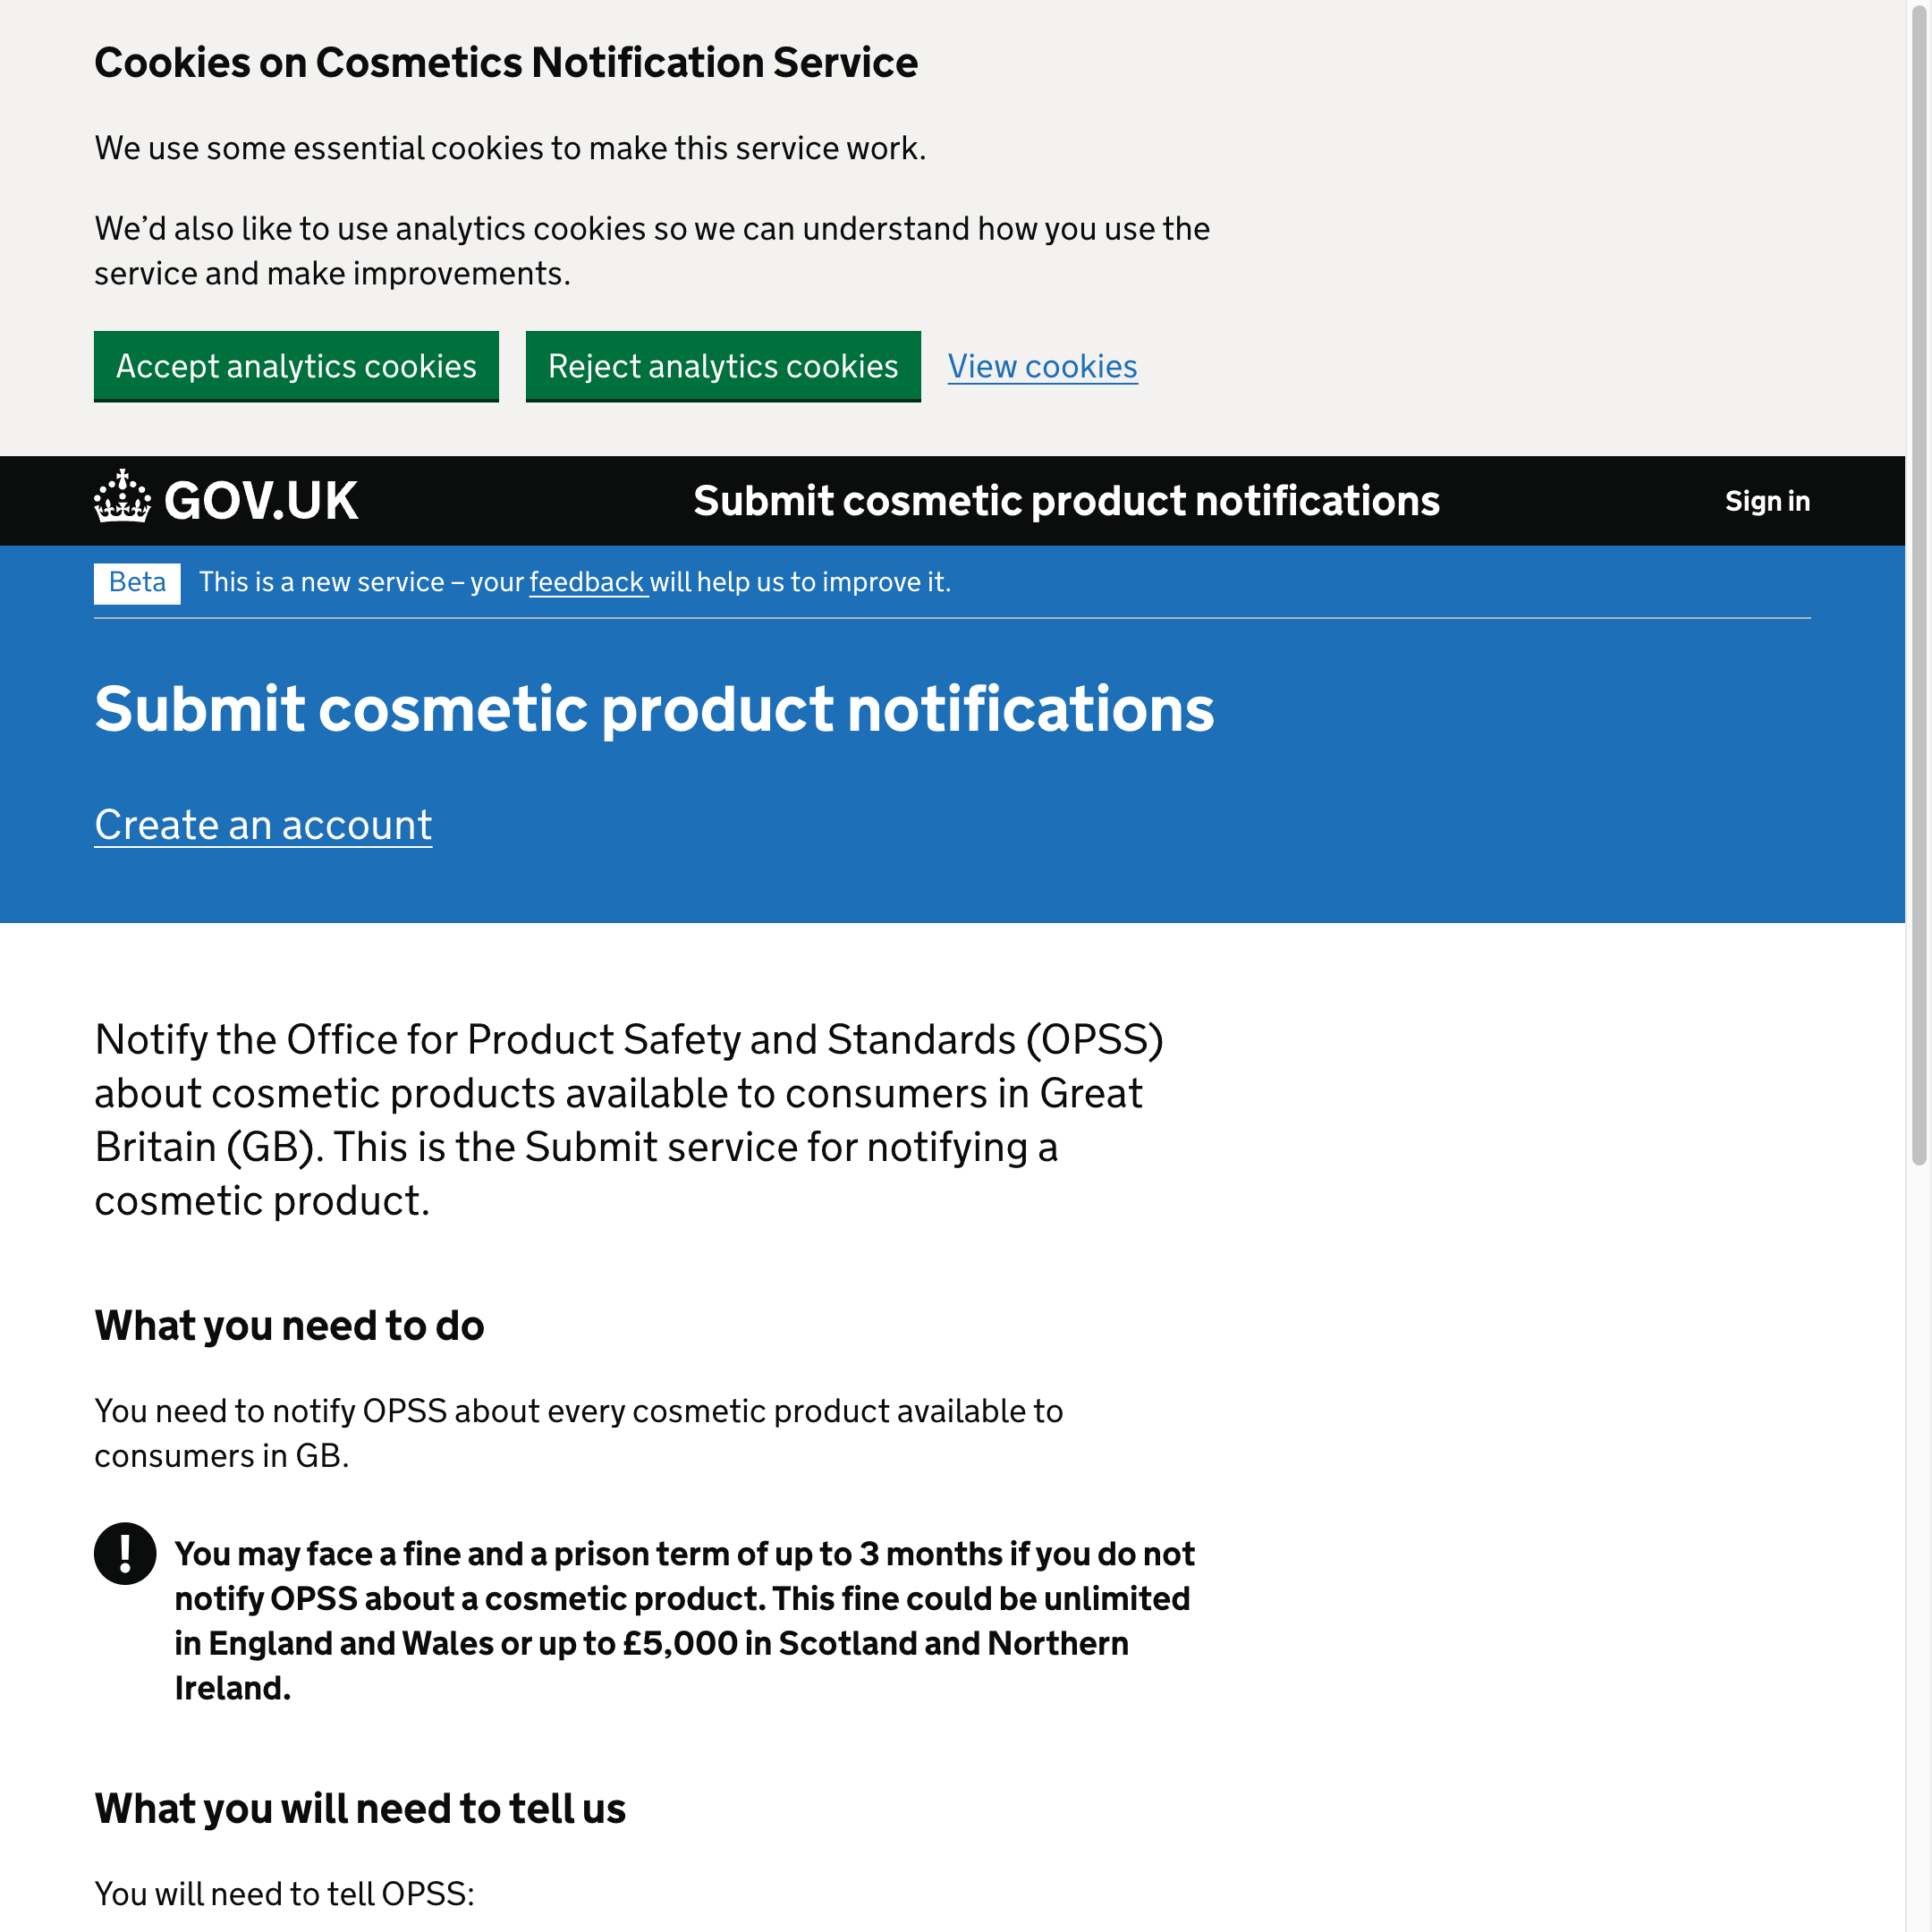 Cookies on Cosmetics Notification Service
We use some essential cookies to make this service work.
We’d also like to use analytics cookies so we can understand how you use the
service and make improvements.
Accept analytics cookies
Reject analytics cookies
View cookies
GOV.UK
Submit cosmetic product notifications
Sign in
Beta
This is a new service – your feedback will help us to improve it.
Submit cosmetic product notifications
Create an account
Notify the Office for Product Safety and Standards (OPSS)
about cosmetic products available to consumers in Great
Britain (GB). This is the Submit service for notifying a
cosmetic product.
What you need to do
You need to notify OPSS about every cosmetic product available to
consumers in GB.
You may face a fine and a prison term of up to 3 months if you do not
notify OPSS about a cosmetic product. This fine could be unlimited
in England and Wales or up to £5,000 in Scotland and Northern
Ireland.
What you will need to tell us
You will need to tell OPSS: